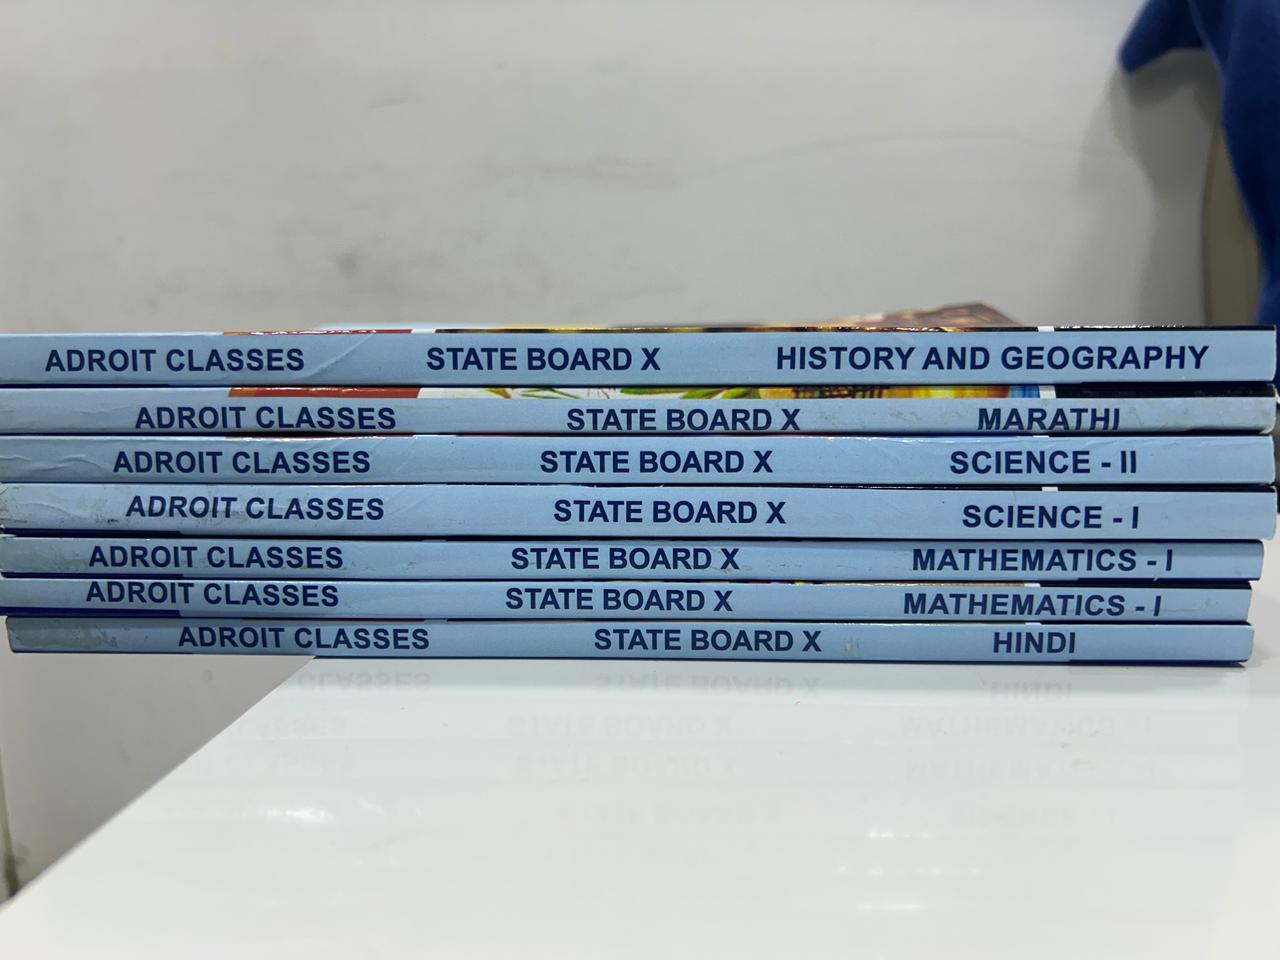 ADROIT CLASSES STATE BOARD X HISTORY AND GEOGRAPHY
ADROIT CLASSES STATE BOARD X MARATHI
ADROIT CLASSES STATE BOARD X SCIENCE - II
ADROIT CLASSES STATE BOARD X SCIENCE - I
ADROIT CLASSES STATE BOARD X MATHEMATICS - I
ADROIT CLASSES STATE BOARD X MATHEMATICS - I
ADROIT CLASSES STATE BOARD X HINDI